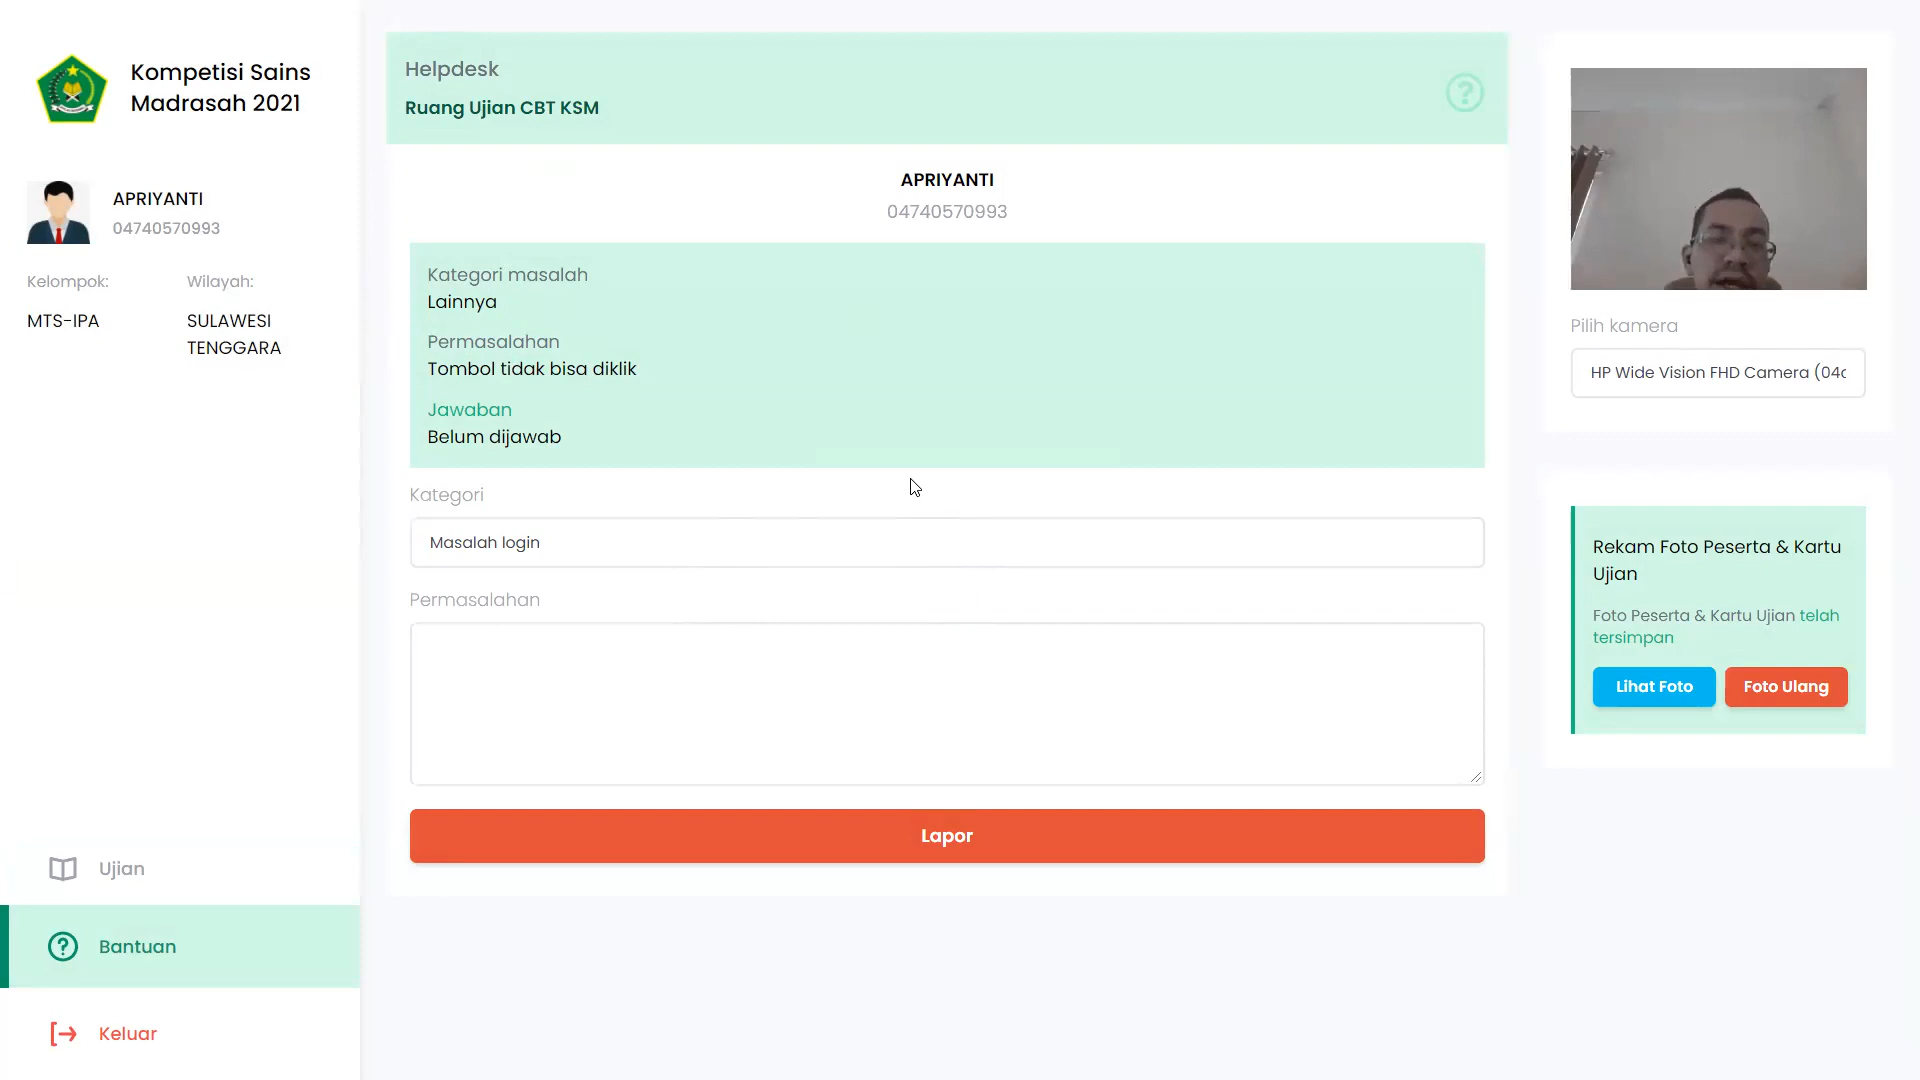 Kompetisi Sains
Madrasah 2021
APRIYANTI
04740570993
Kelompok:
Wilayah:
MTS-IPA
SULAWESI
TENGGARA
Ujian
Bantuan
Keluar
Helpdesk
Ruang Ujian CBT KSM
APRIYANTI
04740570993
Kategori masalah
Lainnya
Permasalahan
Tombol tidak bisa diklik
Jawaban
Belum dijawab
Kategori
Masalah login
Permasalahan
Lapor
Pilih kamera
HP Wide Vision FHD Camera (04c
Rekam Foto Peserta & Kartu
Ujian
Foto Peserta & Kartu Ujian telah
tersimpan
Lihat Foto
Foto Ulang